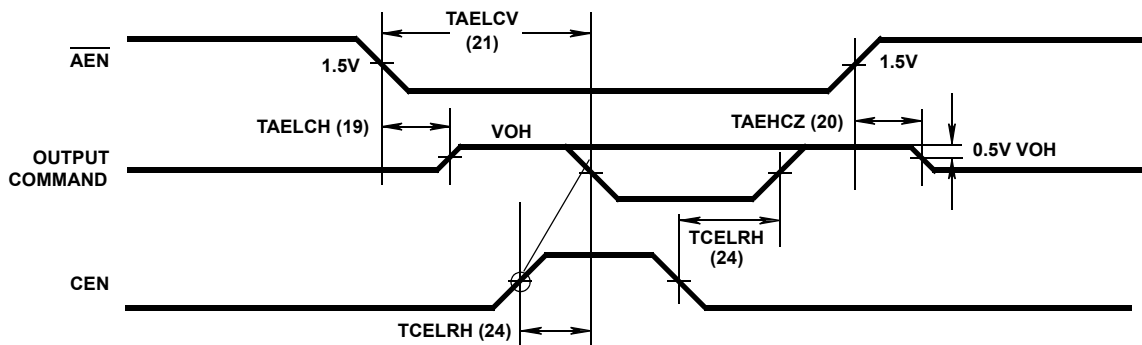 TAELCV
(21)
AEN
1.5V
1.5V
TAELCH (19)
VOH
TAEHCZ (20)
0.5V VOH
OUTPUT
COMMAND
TCELRH
(24)
CEN
TCELRH (24)